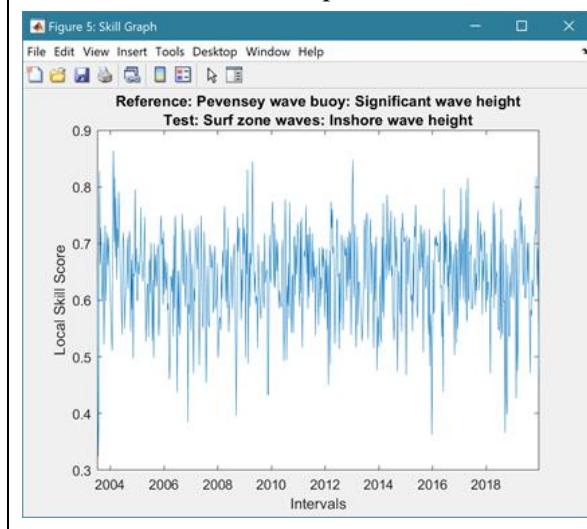 Figure 5: Skill Graph
File Edit View Insert Tools Desktop Window Help
Reference: Pevensey wave buoy: Significant wave height
Test: Surf zone waves: Inshore wave height
0.9
0.8
0.7
0.6
0.5
0.4
0.3
Local Skill Score
2004 2006 2008 2010 2012 2014 2016 2018
Intervals